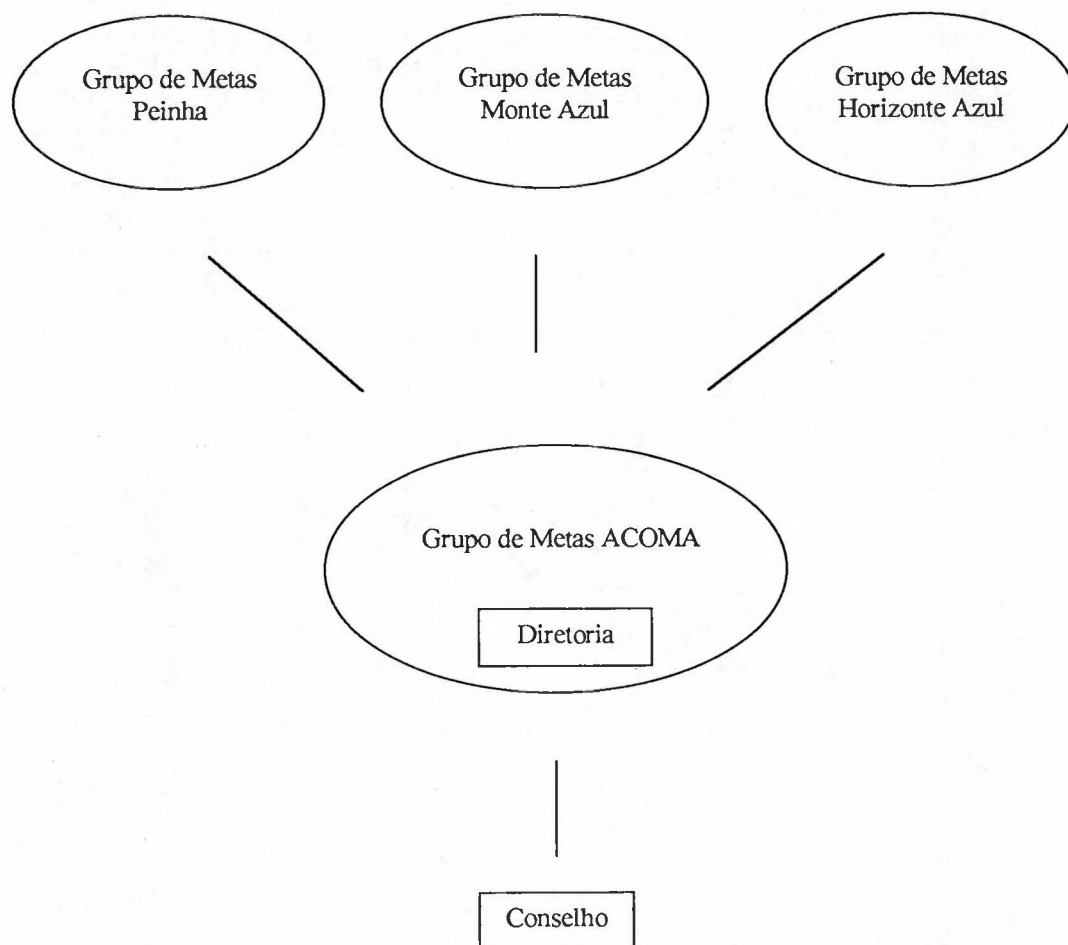 Grupo de Metas
Peinha
Grupo de Metas
Monte Azul
Grupo de Metas
Horizonte Azul
Grupo de Metas ACOMA
Diretoria
Conselho